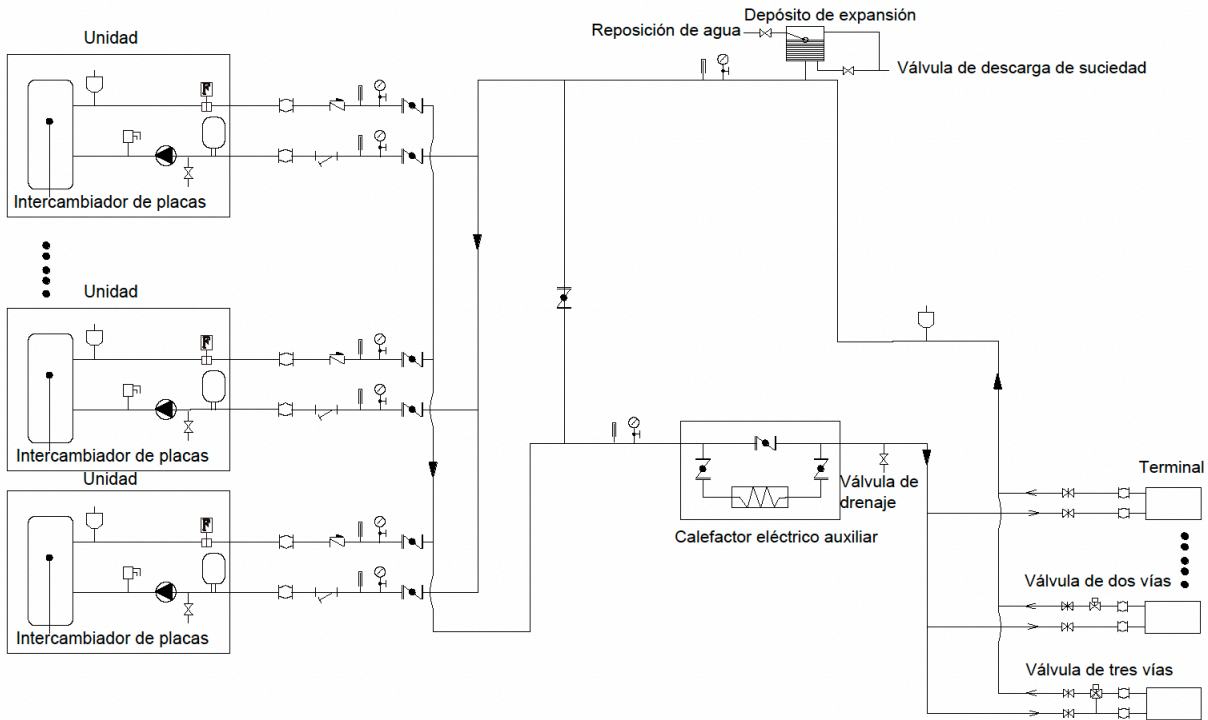 Depósito de expansión
Reposición de agua
Válvula de descarga de suciedad
Unidad
F
Intercambiador de placas
Unidad
F
Intercambiador de placas
Unidad
F
Intercambiador de placas
Válvula de
drenaje
Calefactor eléctrico auxiliar
Terminal
Válvula de dos vías
Válvula de tres vías